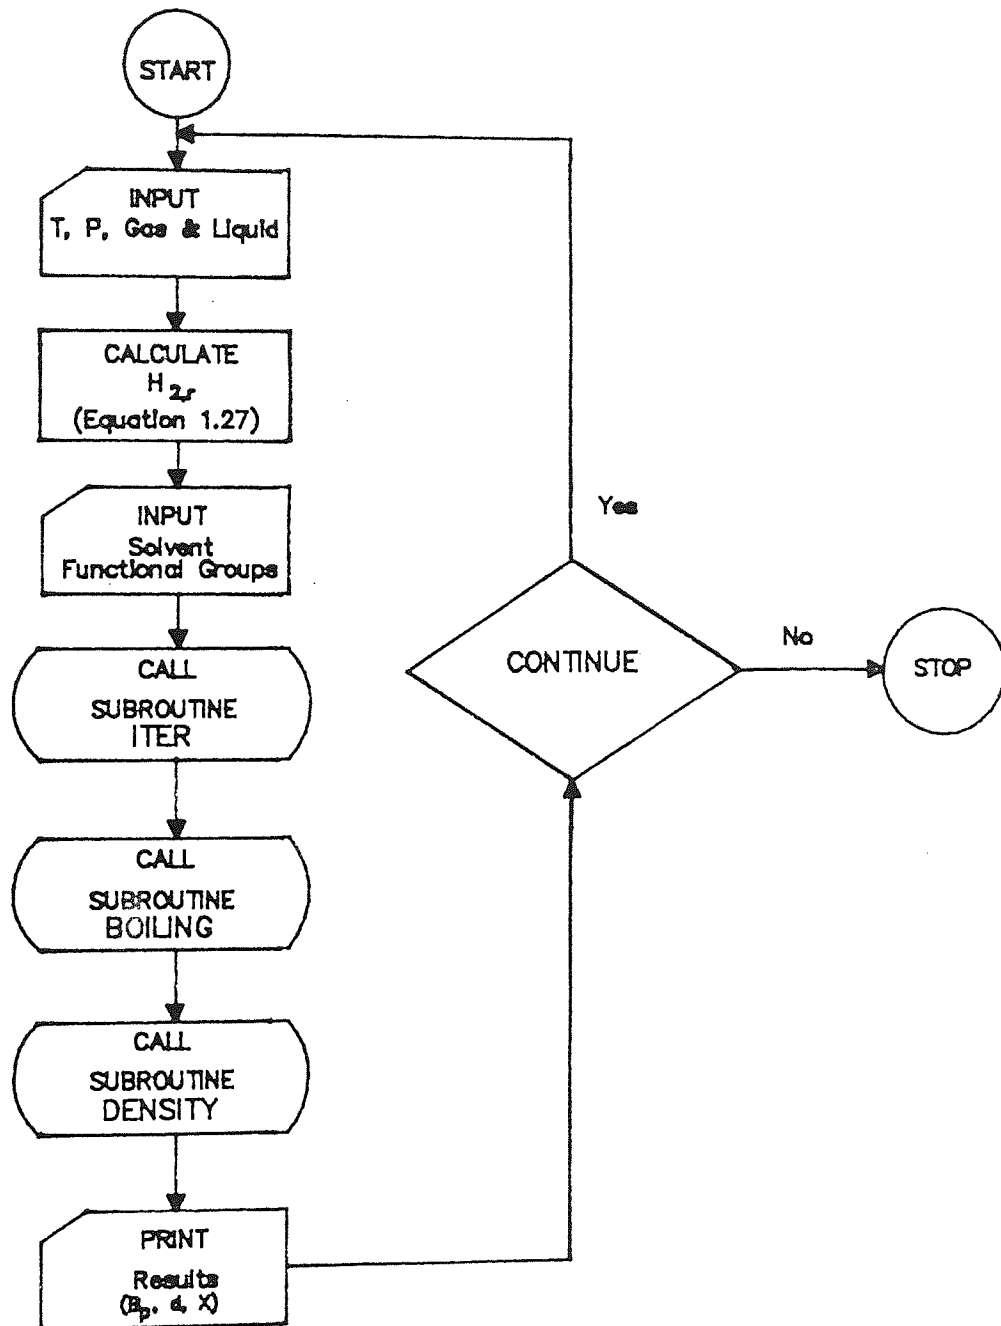 START
INPUT
T, P, Gas & Liquid
CALCULATE
H2,r
(Equation 1.27)
INPUT
Solvent
Functional Groups
CALL
SUBROUTINE
ITER
CALL
SUBROUTINE
BOILING
CALL
SUBROUTINE
DENSITY
PRINT
Results
(Bp, d, X)
Yes
CONTINUE
No
STOP